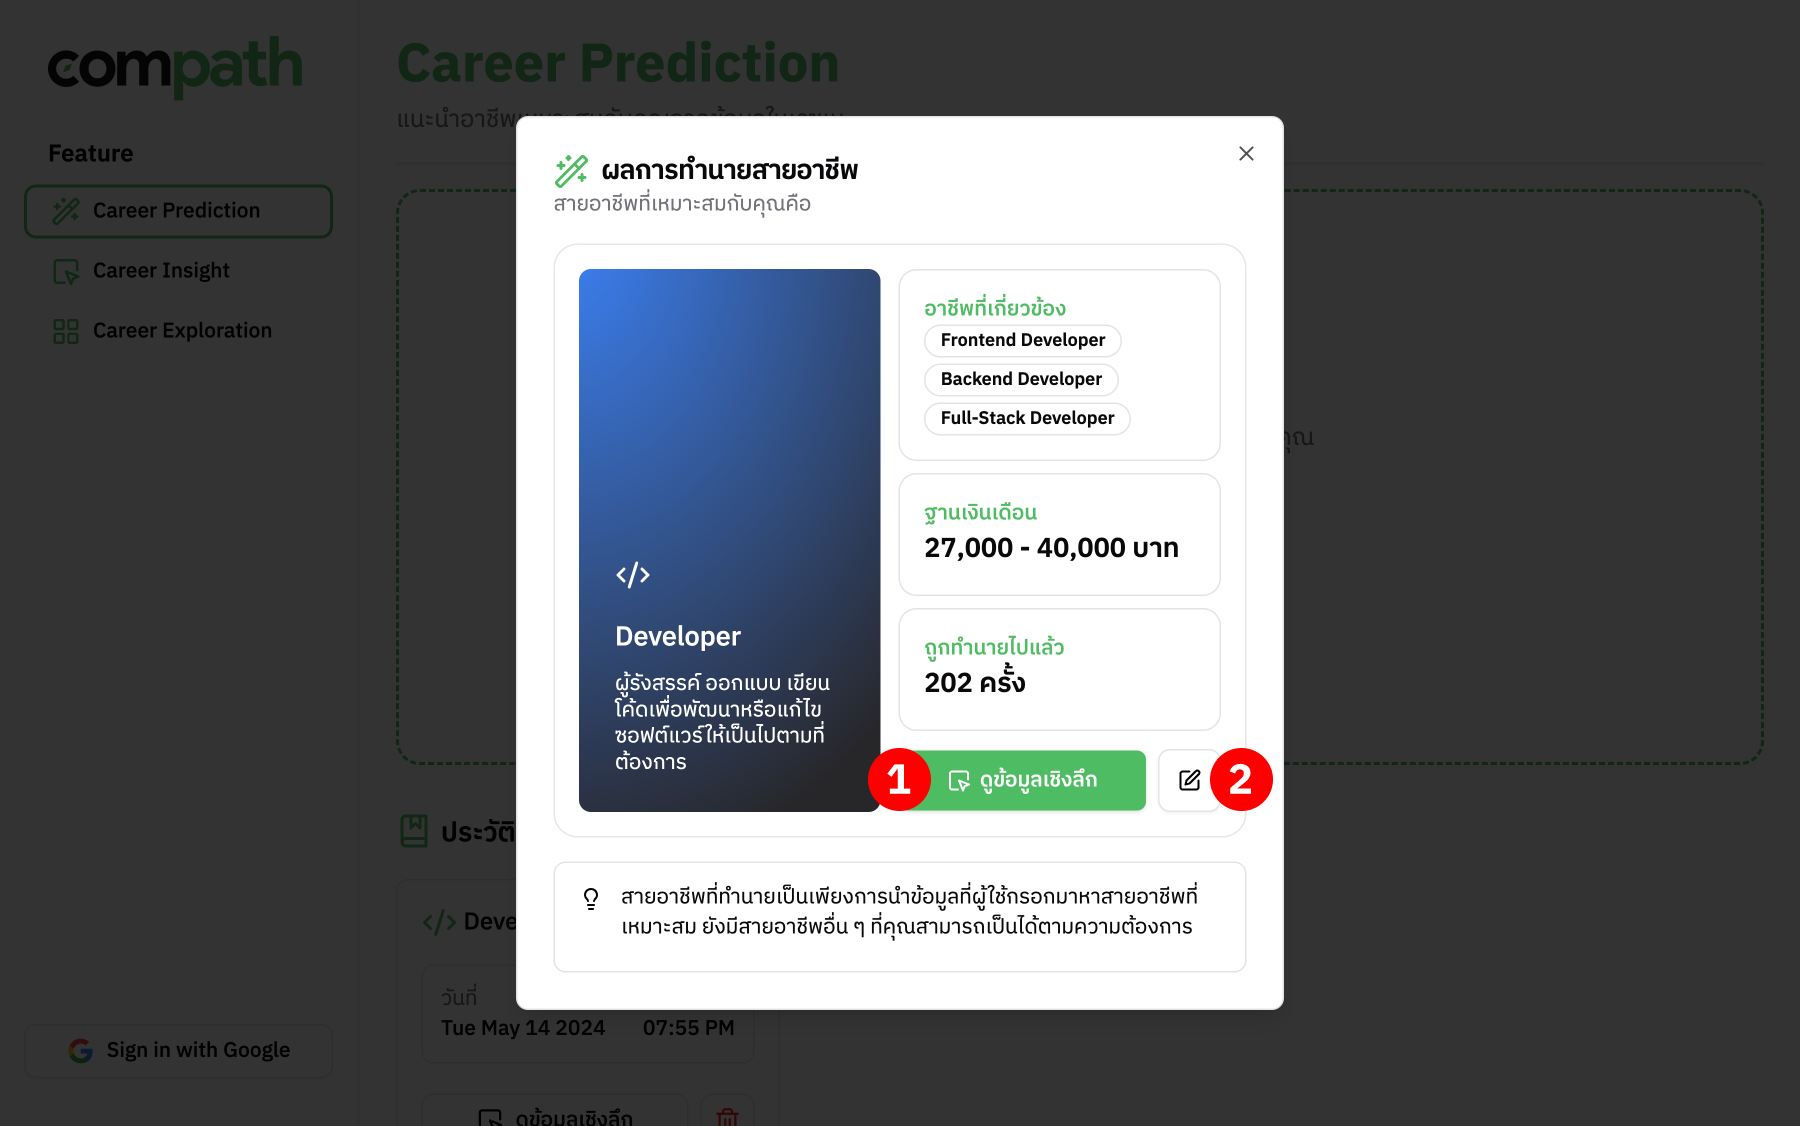 compath
Feature
Career Prediction
Career Insight
Career Exploration
Sign in with Google
Career Prediction
ผลการทำนายสายอาชีพ
สายอาชีพที่เหมาะสมกับคุณคือ
</>
Developer
ผู้รังสรรค์ ออกแบบ เขียน
โค้ดเพื่อพัฒนาหรือแก้ไข
ซอฟต์แวร์ให้เป็นไปตามที่
ต้องการ
อาชีพที่เกี่ยวข้อง
Frontend Developer
Backend Developer
Full-Stack Developer
ฐานเงินเดือน
27,000 - 40,000 บาท
ถูกทำนายไปแล้ว
202 ครั้ง
1
ดูข้อมูลเชิงลึก
2
สายอาชีพที่ทำนายเป็นเพียงการนำข้อมูลที่ผู้ใช้กรอกมาหาสายอาชีพที่
เหมาะสม ยังมีสายอาชีพอื่น ๆ ที่คุณสามารถเป็นได้ตามความต้องการ
ประวัติ
</> Deve
วันที่
Tue May 14 2024 07:55 PM
ดูข้อมูลเชิงลึก